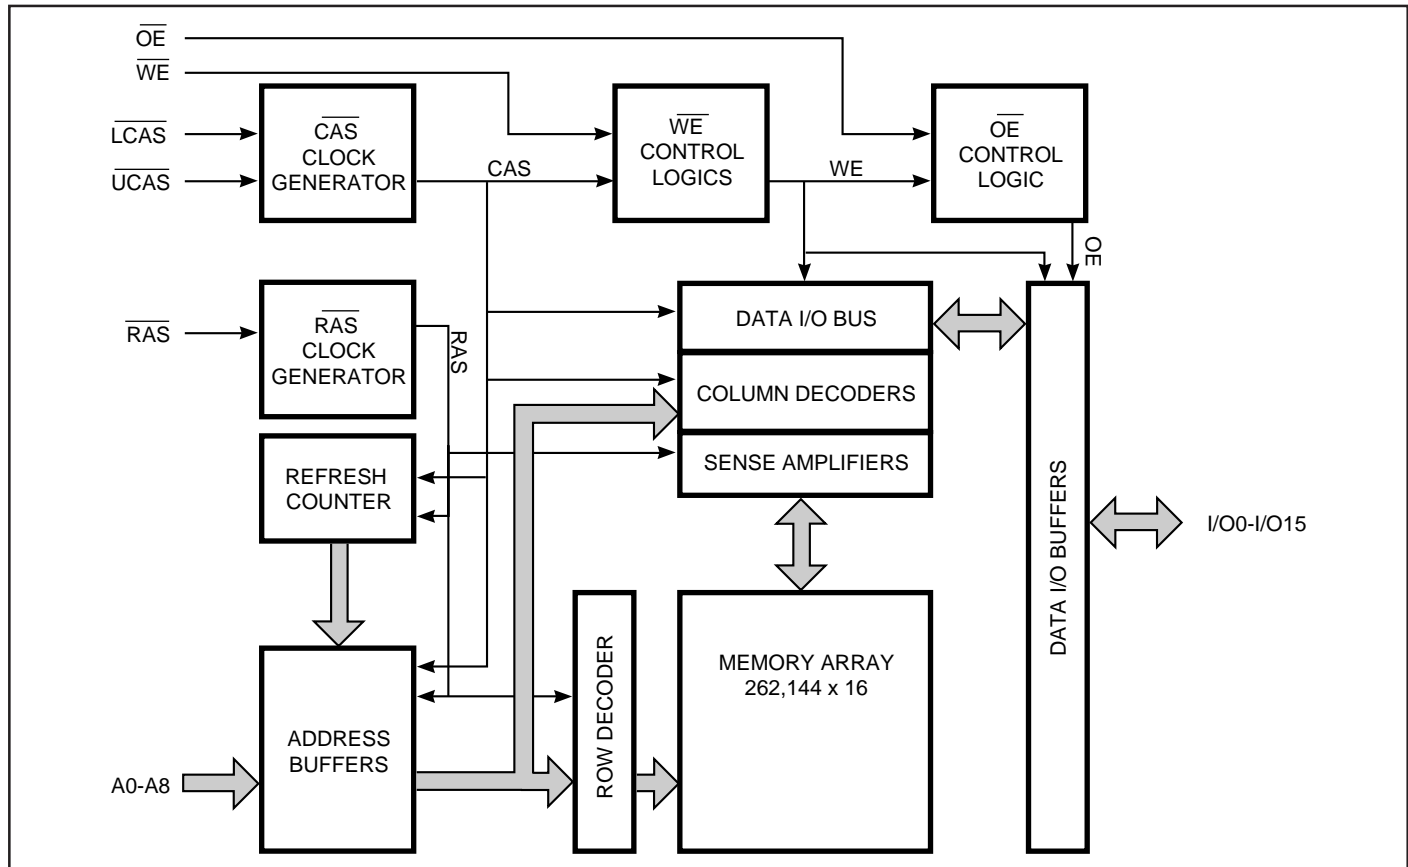 OE
WE
LCAS
UCAS
CAS
CLOCK
GENERATOR
CAS
WE
CONTROL
LOGICS
WE
OE
CONTROL
LOGIC
OE
RAS
RAS
CLOCK
GENERATOR
RAS
DATA I/O BUS
COLUMN DECODERS
SENSE AMPLIFIERS
REFRESH
COUNTER
DATA I/O BUFFERS
I/O0-I/O15
ADDRESS
BUFFERS
A0-A8
ROW DECODER
MEMORY ARRAY
262,144 x 16